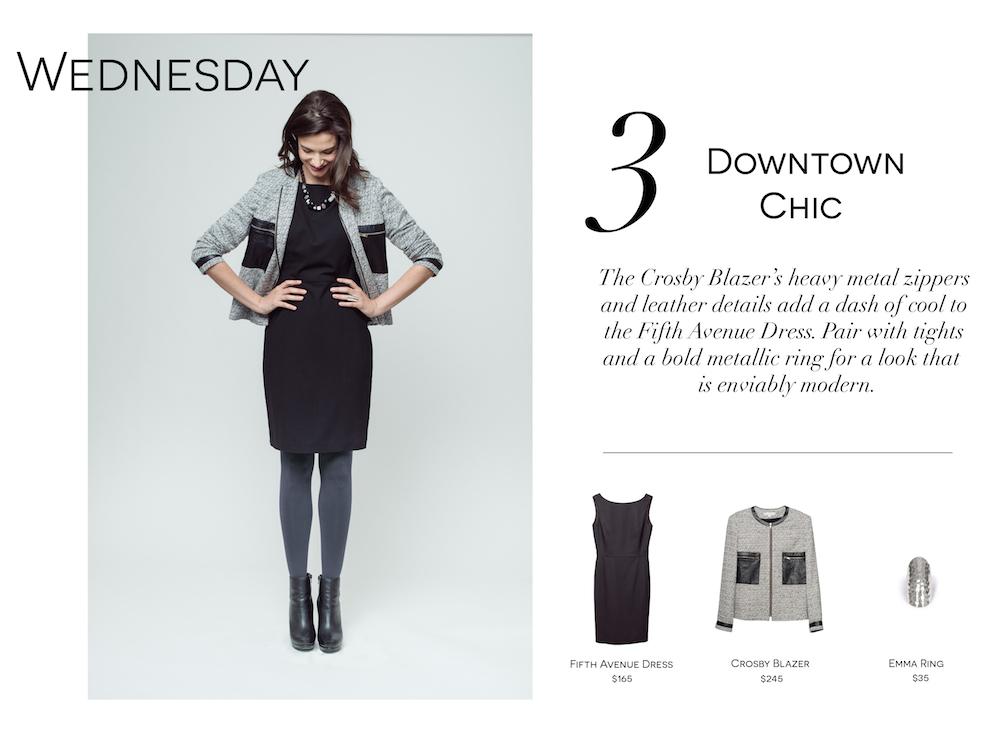 WEDNESDAY
3
DOWNTOWN
CHIC
The Crosby Blazer's heavy metal zippers
and leather details add a dash of cool to
the Fifth Avenue Dress. Pair with tights
and a bold metallic ring for a look that
is enviably modern.
FIFTH AVENUE DRESS
$165
CROSBY BLAZER
$245
EMMA RING
$35